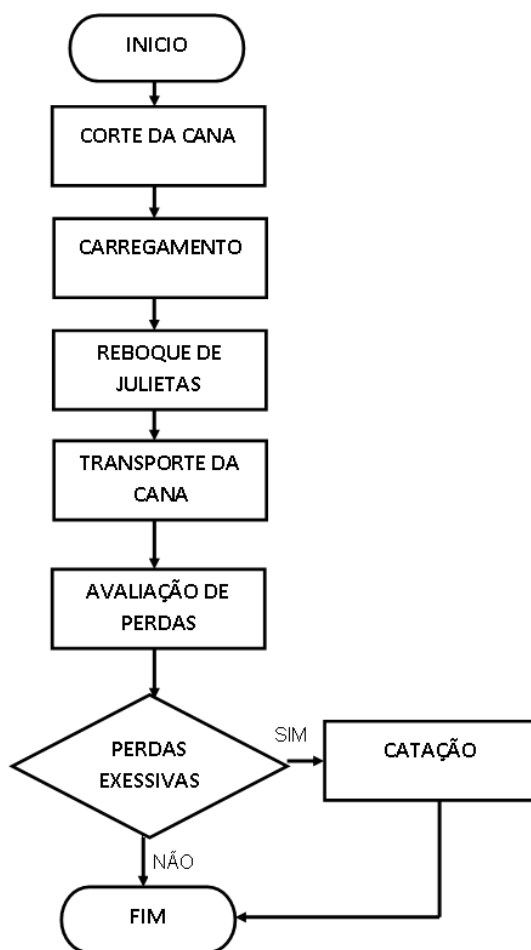 INICIO
CORTE DA CANA
CARREGAMENTO
REBOQUE DE
JULIETAS
TRANSPORTE DA
CANA
AVALIAÇÃO DE
PERDAS
PERDAS
EXESSIVAS
SIM
CATAÇÃO
NÃO
FIM